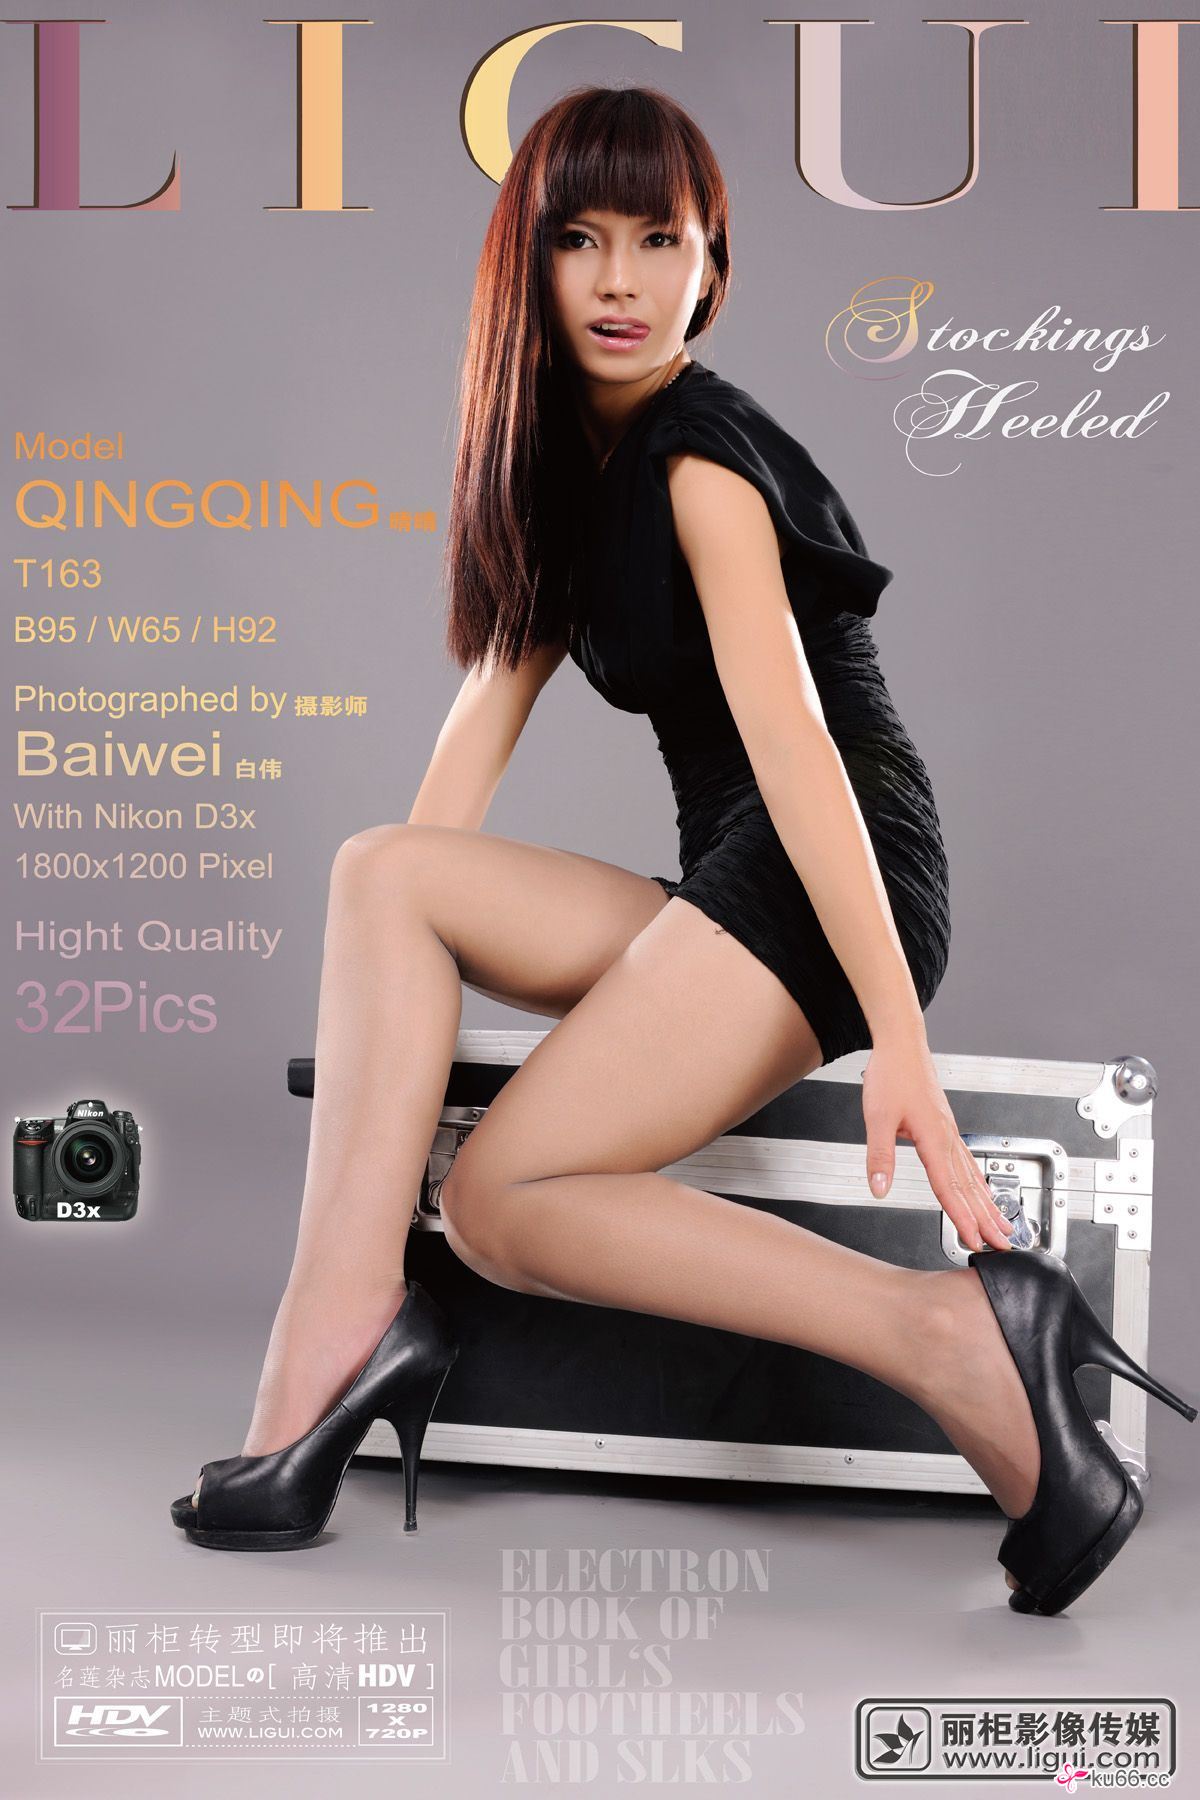 LIGUI
Stockings
Heeled
Model
QINGQING 晴晴
T163
B95 / W65 / H92
Photographed by 摄影师
Baiwei 白伟
With Nikon D3x
1800x1200 Pixel
Hight Quality
32Pics
Nikon
D3x
ELECTRON
BOOK OF
GIRL'S
FOOTHEELS
AND SLKS
丽柜转型即将推出
名莲杂志MODELの[ 高清HDV ]
HDV 主题式拍摄 WWW.LIGUI.COM 1280 X 720P
丽柜影像传媒
www.ligui.com
ku66.cc